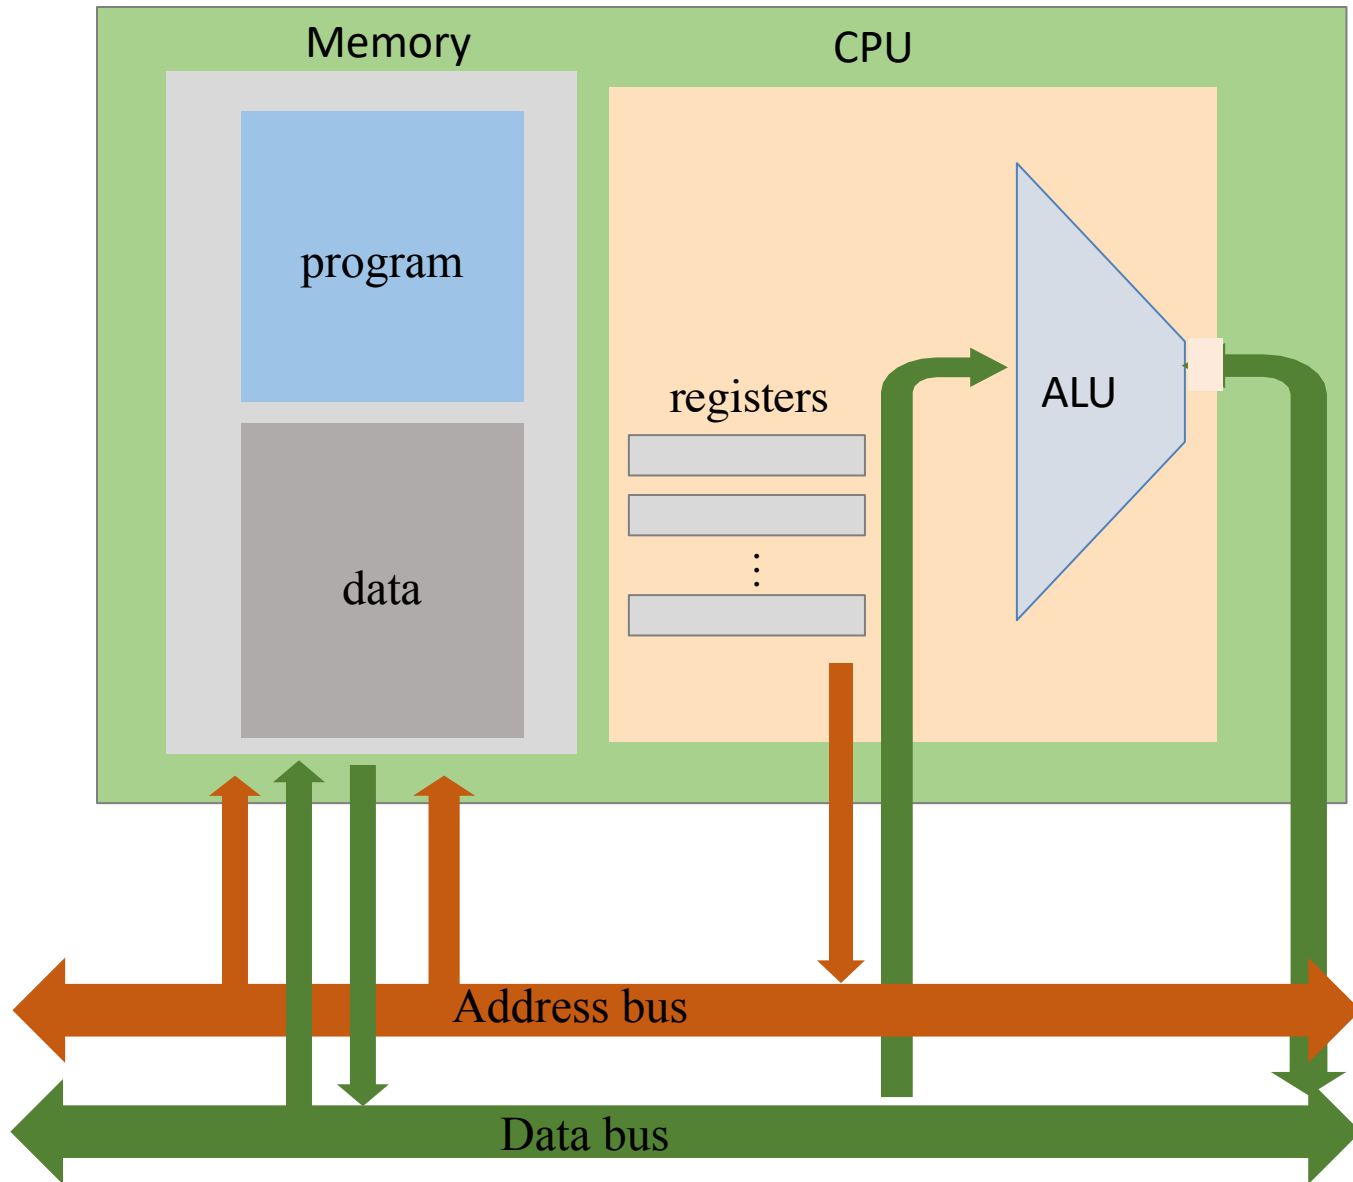 Memory
CPU
program
registers
ALU
⋮
data
Address bus
Data bus